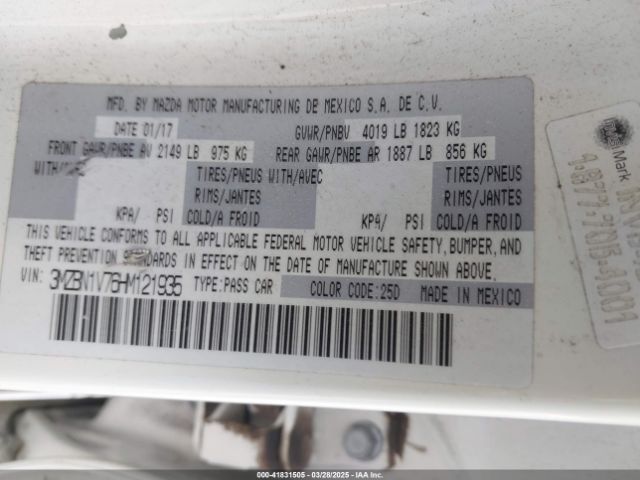 MFD. BY MAZDA MOTOR MANUFACTURING DE MEXICO S.A. DE C.V.
DATE 01/17 GVWR/PNBV 4019 LB 1823 KG
FRONT GAWR/PNBE AV 2149 LB 975 KG REAR GAWR/PNBE AR 1887 LB 856 KG
WITH/AVEC TIRES/PNEUS WITH/AVEC TIRES/PNEUS
RIMS/JANTES RIMS/JANTES
KPA/ PSI COLD/A FROID KPA/ PSI COLD/A FROID
THIS VEHICLE CONFORMS TO ALL APPLICABLE FEDERAL MOTOR VEHICLE SAFETY, BUMPER, AND
THEFT PREVENTION STANDARDS IN EFFECT ON THE DATE OF MANUFACTURE SHOWN ABOVE.
VIN: 3MZBN1V76HM121935 TYPE: PASS CAR COLOR CODE: 25D MADE IN MEXICO
Mark
00-41831505 03/28/2025 IAA INC.